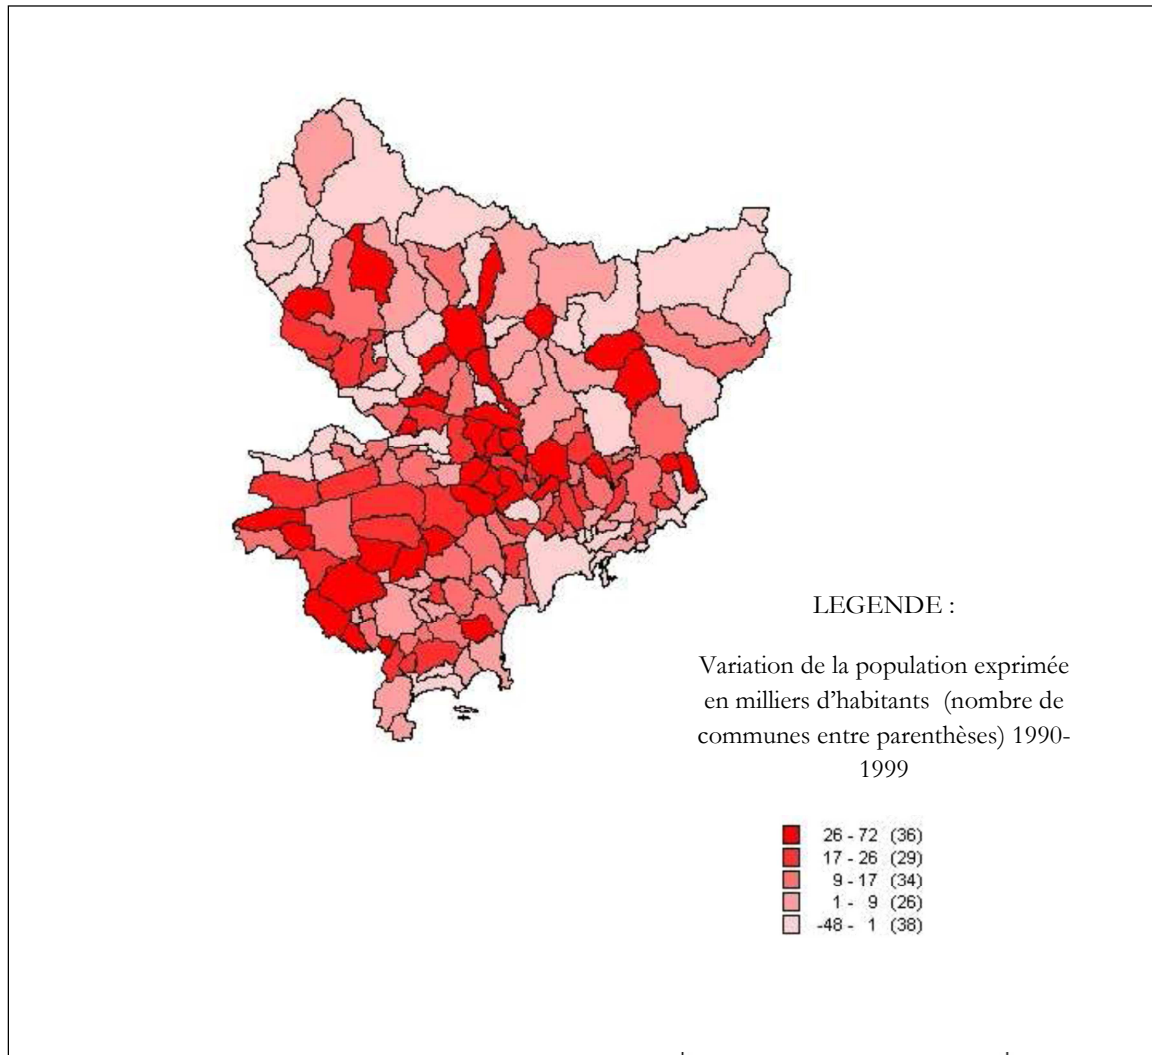 LEGENDE :
Variation de la population exprimée
en milliers d’habitants (nombre de
communes entre parenthèses) 1990-
1999
26 - 72 (36)
17 - 26 (29)
9 - 17 (34)
1 - 9 (26)
-48 - 1 (38)